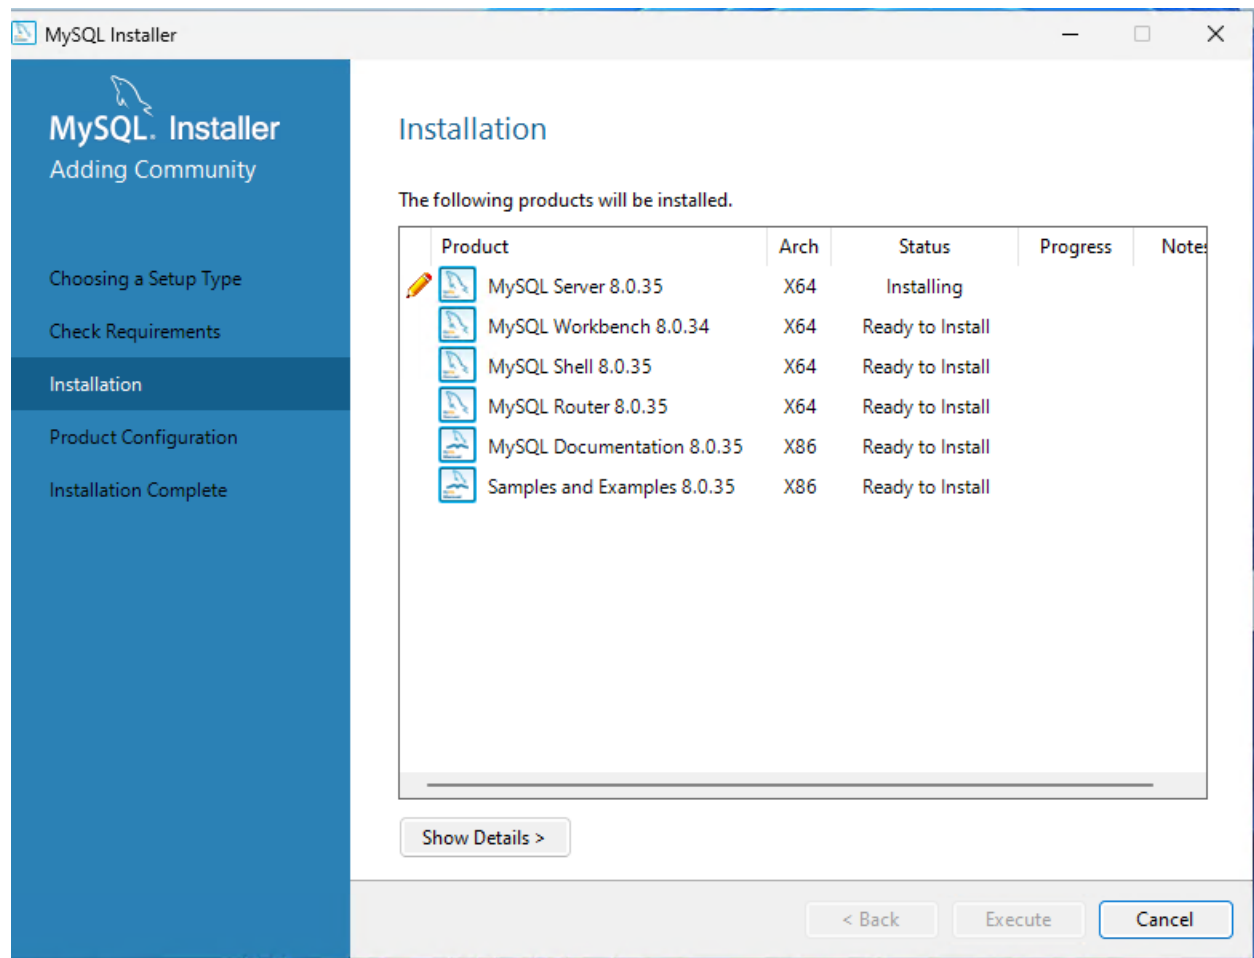 MySQL Installer
MySQL. Installer
Adding Community
Choosing a Setup Type
Check Requirements
Installation
Product Configuration
Installation Complete
Installation
The following products will be installed.
Product Arch Status Progress Notes
MySQL Server 8.0.35 X64 Installing
MySQL Workbench 8.0.34 X64 Ready to Install
MySQL Shell 8.0.35 X64 Ready to Install
MySQL Router 8.0.35 X64 Ready to Install
MySQL Documentation 8.0.35 X86 Ready to Install
Samples and Examples 8.0.35 X86 Ready to Install
Show Details >
< Back Execute Cancel